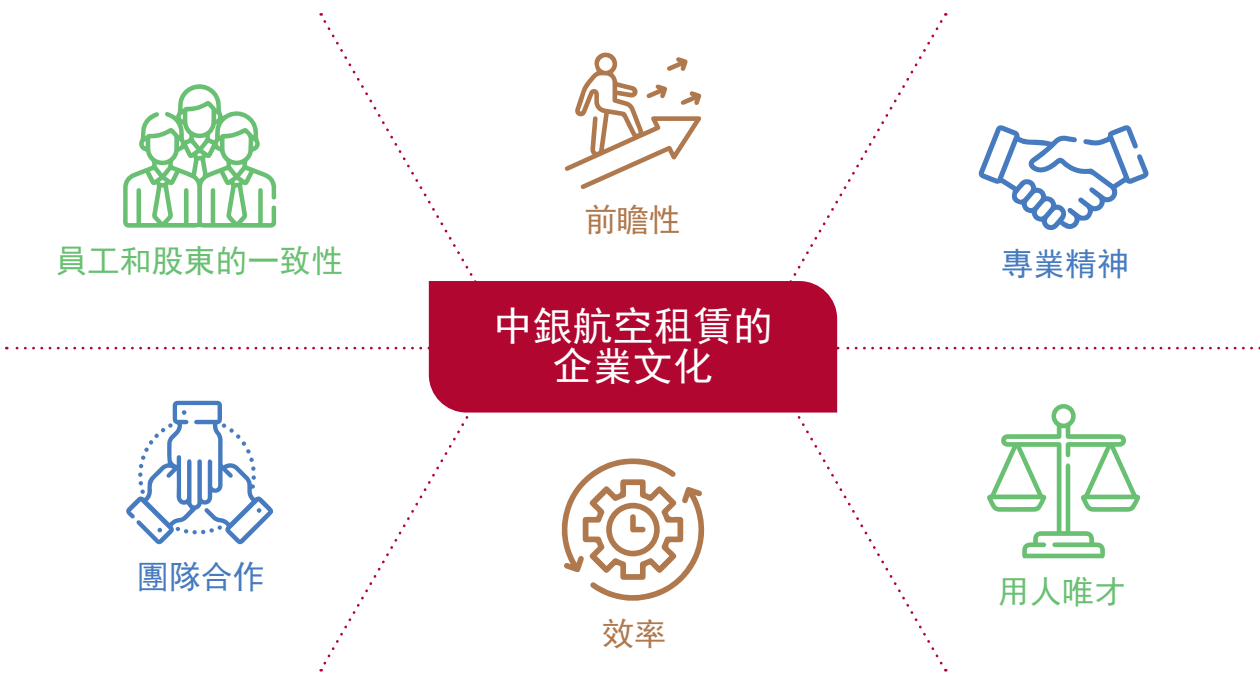 前瞻性
員工和股東的一致性
專業精神
中銀航空租賃的
企業文化
團隊合作
用人唯才
效率